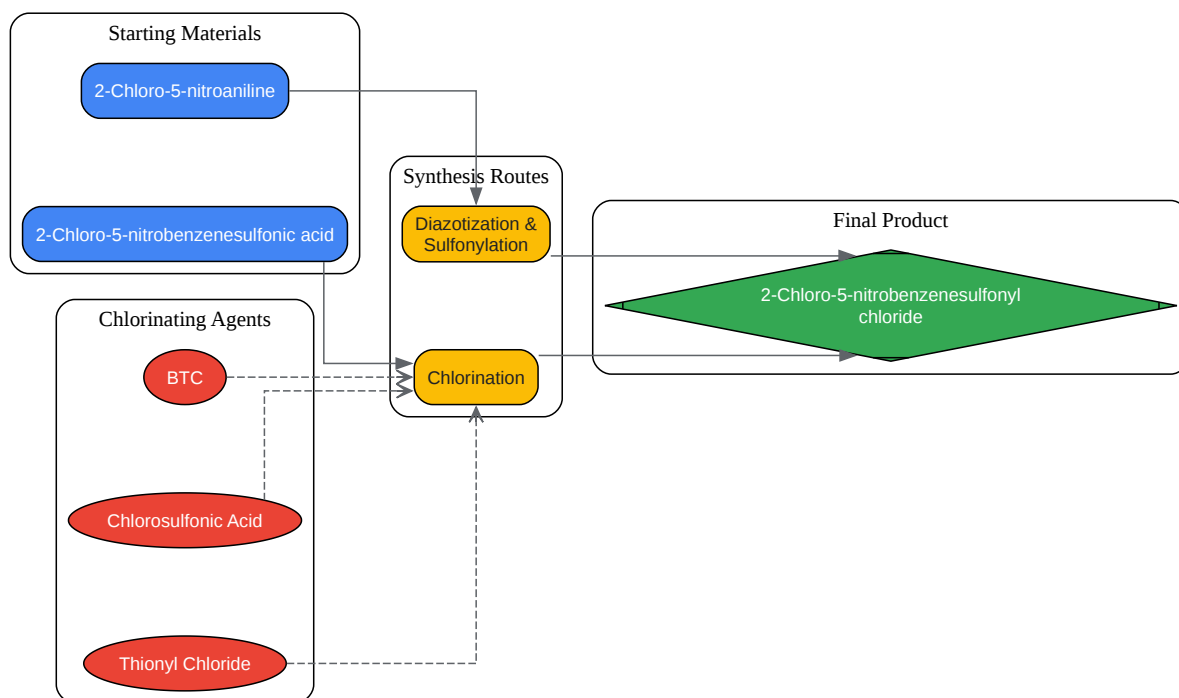 Starting Materials
2-Chloro-5-nitroaniline
2-Chloro-5-nitrobenzenesulfonic acid
Chlorinating Agents
BTC
Chlorosulfonic Acid
Thionyl Chloride
Synthesis Routes
Diazotization &
Sulfonylation
Chlorination
Final Product
2-Chloro-5-nitrobenzenesulfonyl
chloride